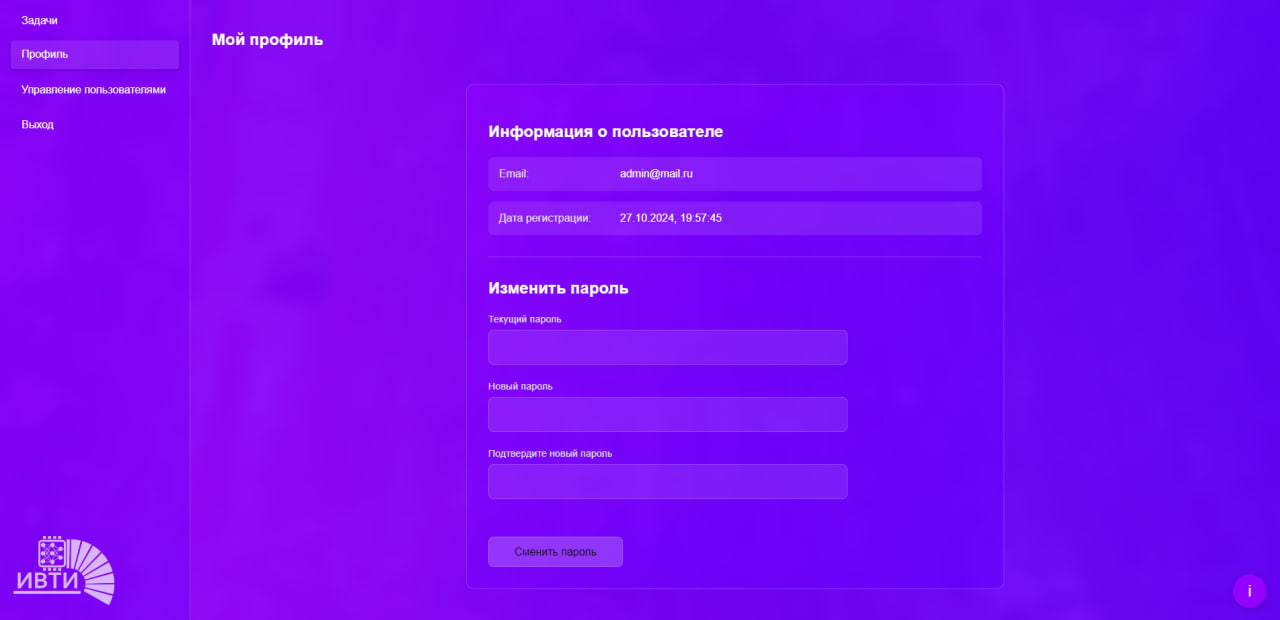 Задачи
Профиль
Управление пользователями
Выход
Мой профиль
Информация о пользователе
Email: admin@mail.ru
Дата регистрации: 27.10.2024, 19:57:45
Изменить пароль
Текущий пароль
Новый пароль
Подтвердите новый пароль
Сменить пароль
ИВТИ
i